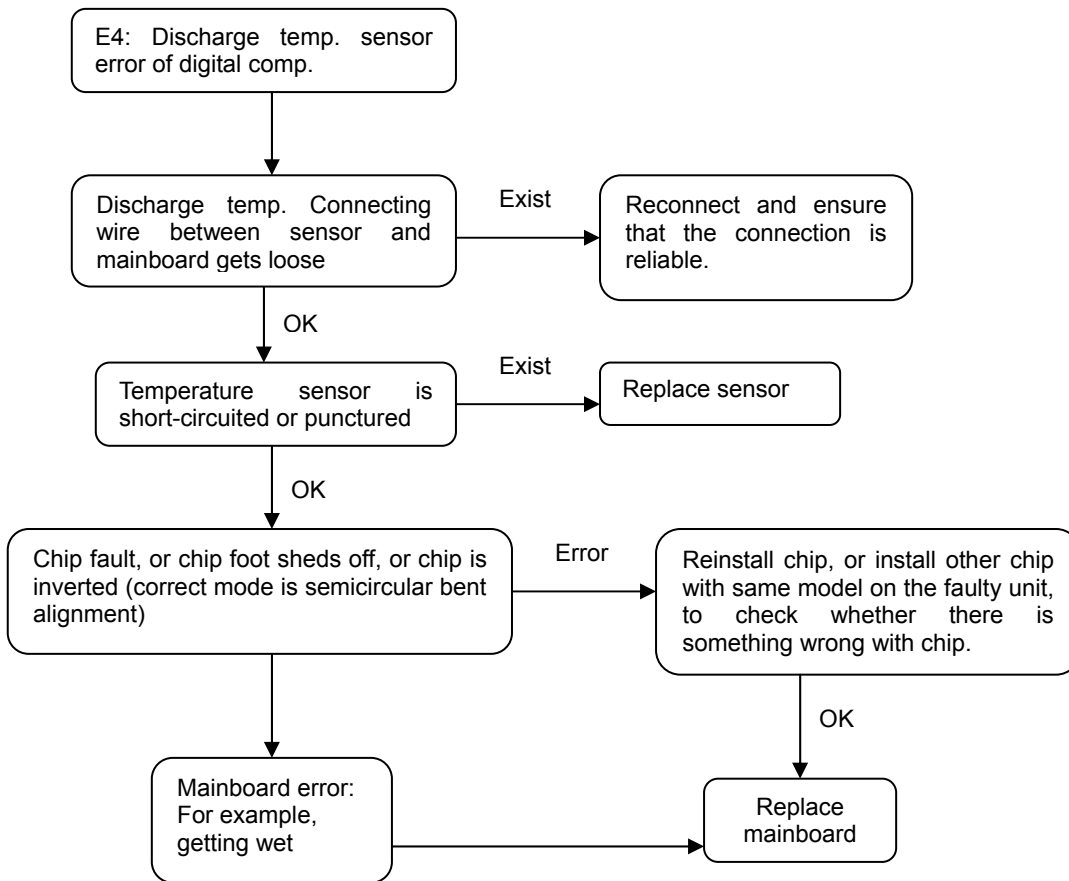 E4: Discharge temp. sensor
error of digital comp.
Discharge temp. Connecting
wire between sensor and
mainboard gets loose
Exist
Reconnect and ensure
that the connection is
reliable.
OK
Temperature sensor is
short-circuited or punctured
Exist
Replace sensor
OK
Chip fault, or chip foot sheds off, or chip is
inverted (correct mode is semicircular bent
alignment)
Error
Reinstall chip, or install other chip
with same model on the faulty unit,
to check whether there is
something wrong with chip.
OK
Mainboard error:
For example,
getting wet
Replace
mainboard